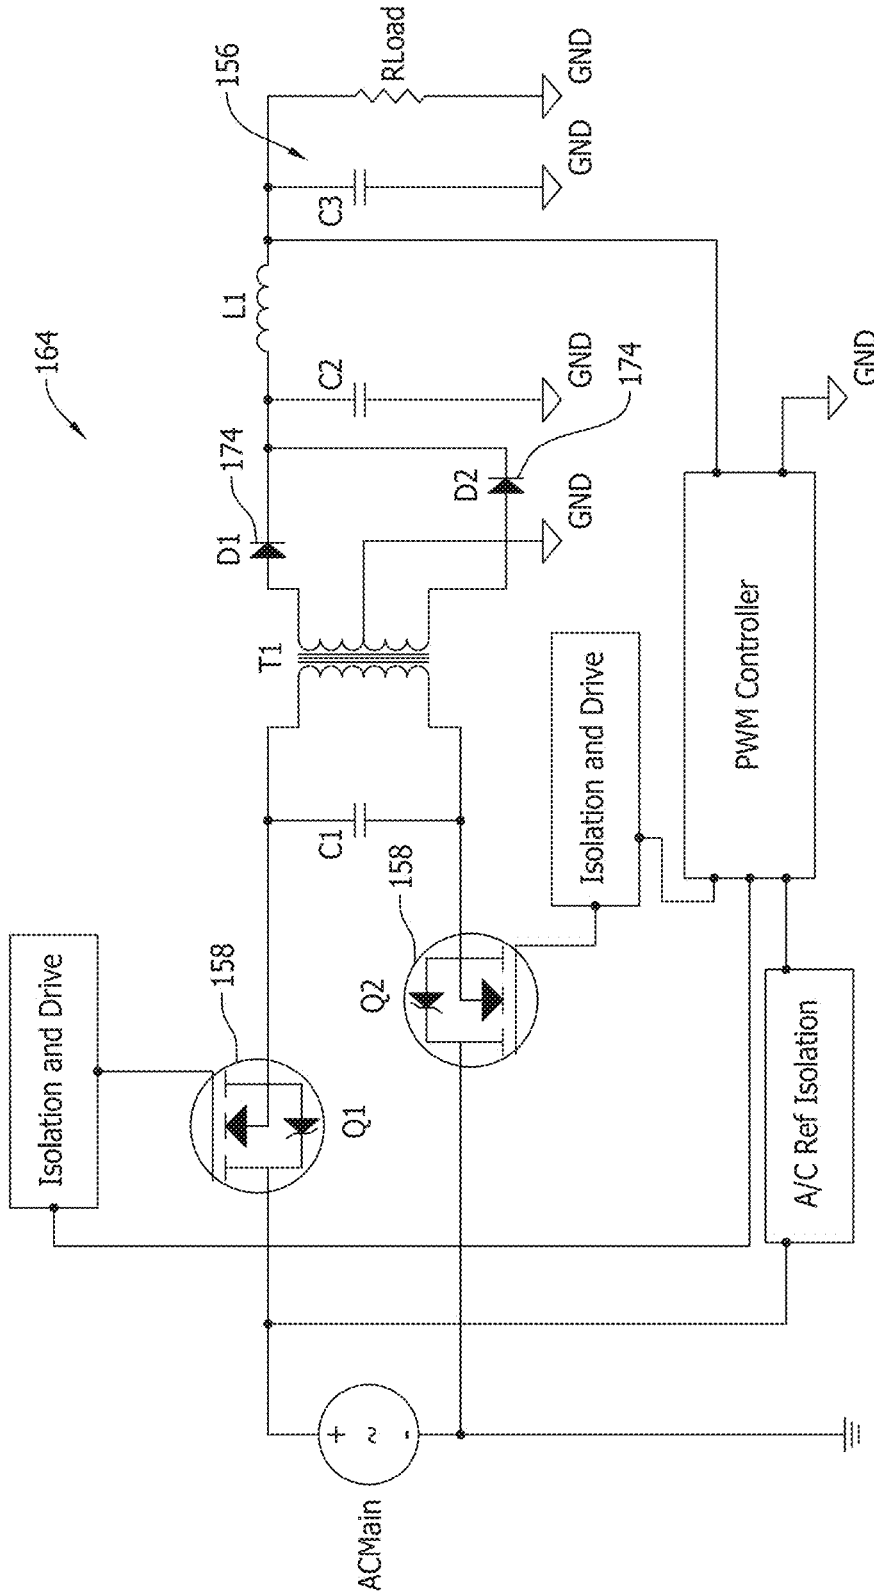 164
156
158
Isolation and Drive
Q1
158
Q2
C1
T1
D1
174
D2
174
C2
L1
C3
RLoad
GND
GND
GND
GND
GND
ACMain
+
~
-
Isolation and Drive
A/C Ref Isolation
PWM Controller